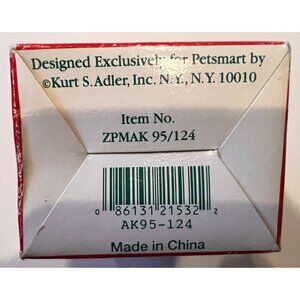 Designed Exclusively for Petsmart by
©Kurt S. Adler, Inc. N.Y., N.Y. 10010
Item No.
ZPMAK 95/124
0 86131 21532 2
AK95-124
Made in China